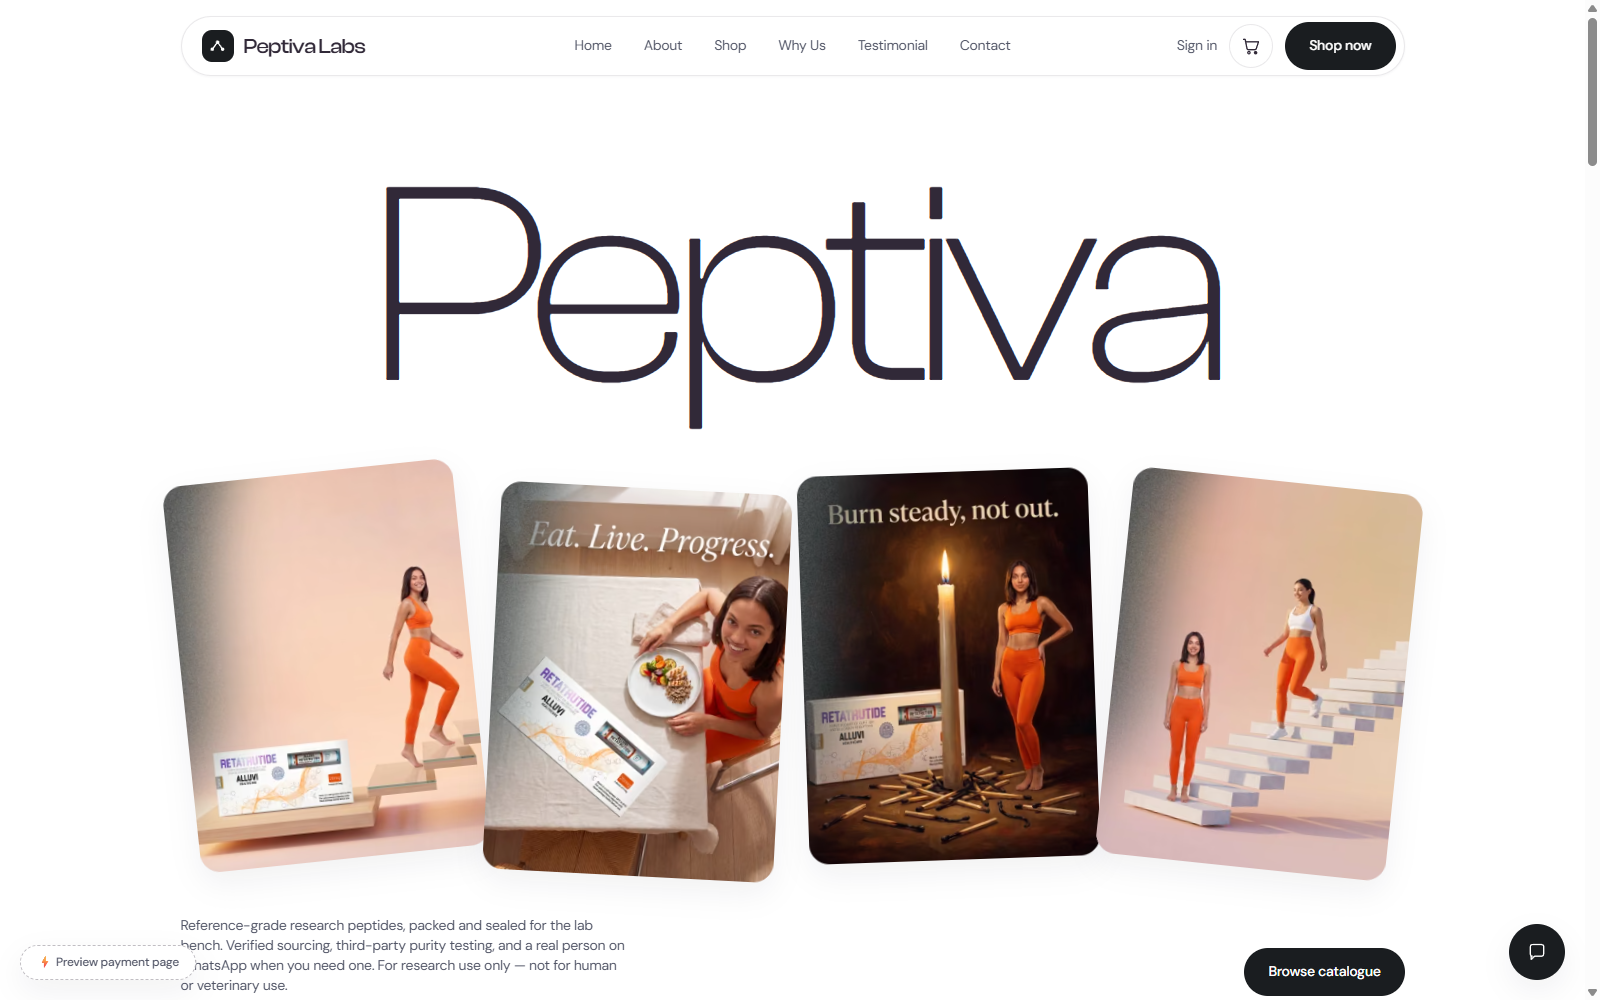 Peptiva Labs
Home
About
Shop
Why Us
Testimonial
Contact
Sign in
Shop now
Peptiva
Eat. Live. Progress.
Burn steady, not out.
RETATRUTIDE
ALLUVI
RETATRUTIDE
ALLUVI
RETATRUTIDE
ALLUVI
Reference-grade research peptides, packed and sealed for the lab
bench. Verified sourcing, third-party purity testing, and a real person on
WhatsApp when you need one. For research use only — not for human
or veterinary use.
Preview payment page
Browse catalogue